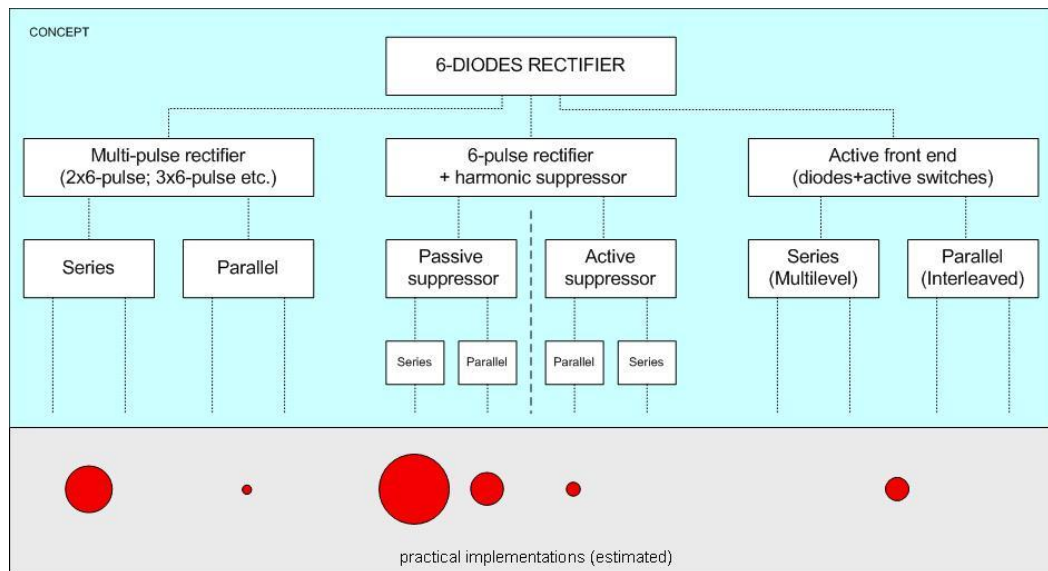 CONCEPT
6-DIODES RECTIFIER
Multi-pulse rectifier
(2x6-pulse; 3x6-pulse etc.)
6-pulse rectifier
+ harmonic suppressor
Active front end
(diodes+active switches)
Series
Parallel
Passive
suppressor
Active
suppressor
Series
(Multilevel)
Parallel
(Interleaved)
Series
Parallel
Parallel
Series
practical implementations (estimated)